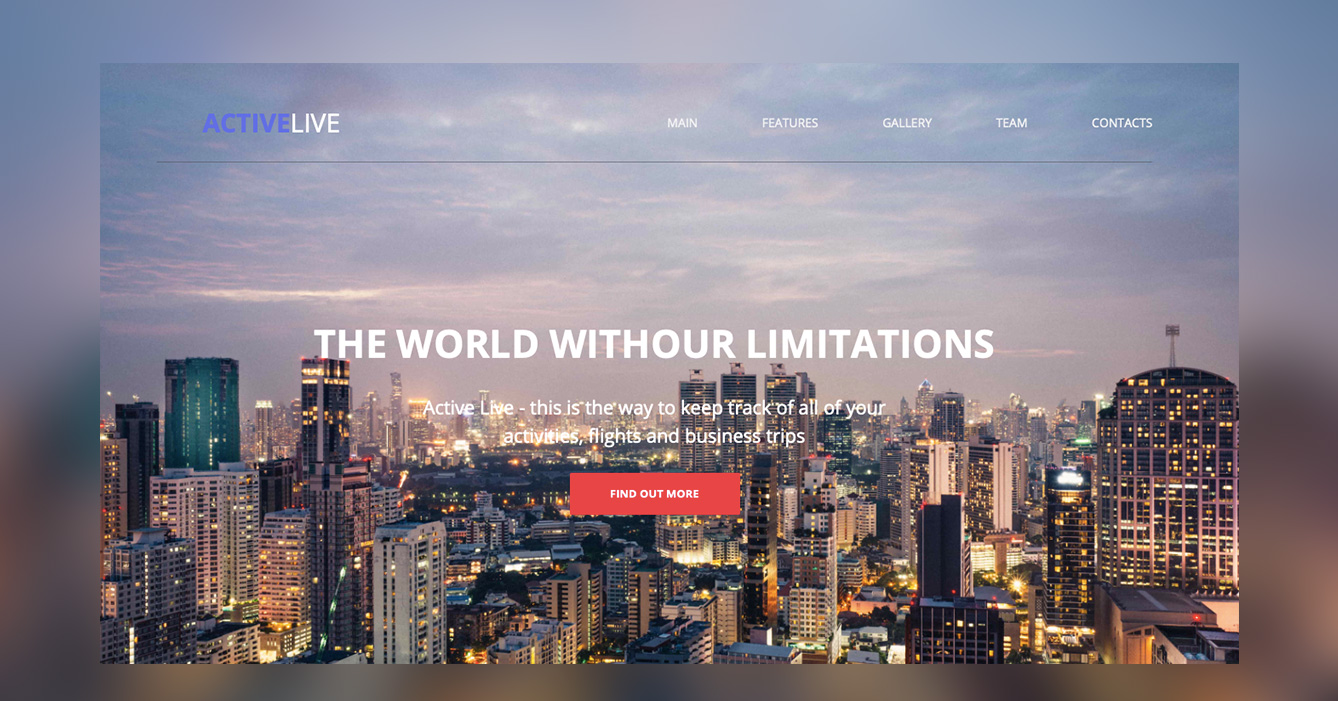 ACTIVELIVE
MAIN FEATURES GALLERY TEAM CONTACTS
THE WORLD WITHOUR LIMITATIONS
Active Live - this is the way to keep track of all of your
activities, flights and business trips
FIND OUT MORE